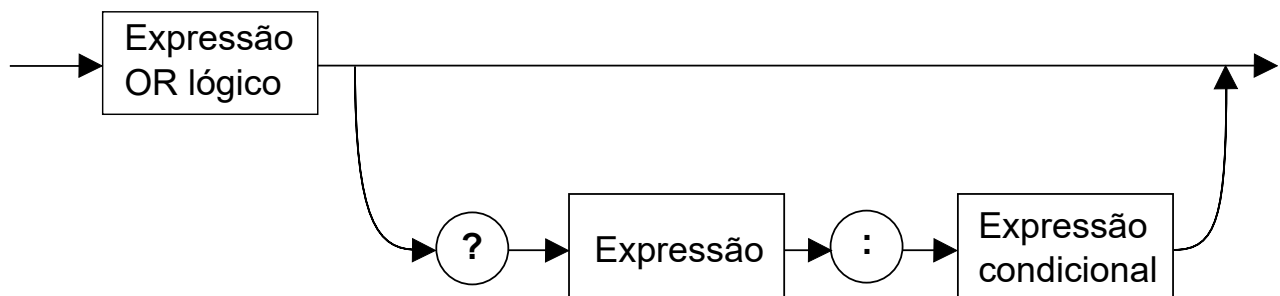 Expressão
OR lógico
?
Expressão
:
Expressão
condicional